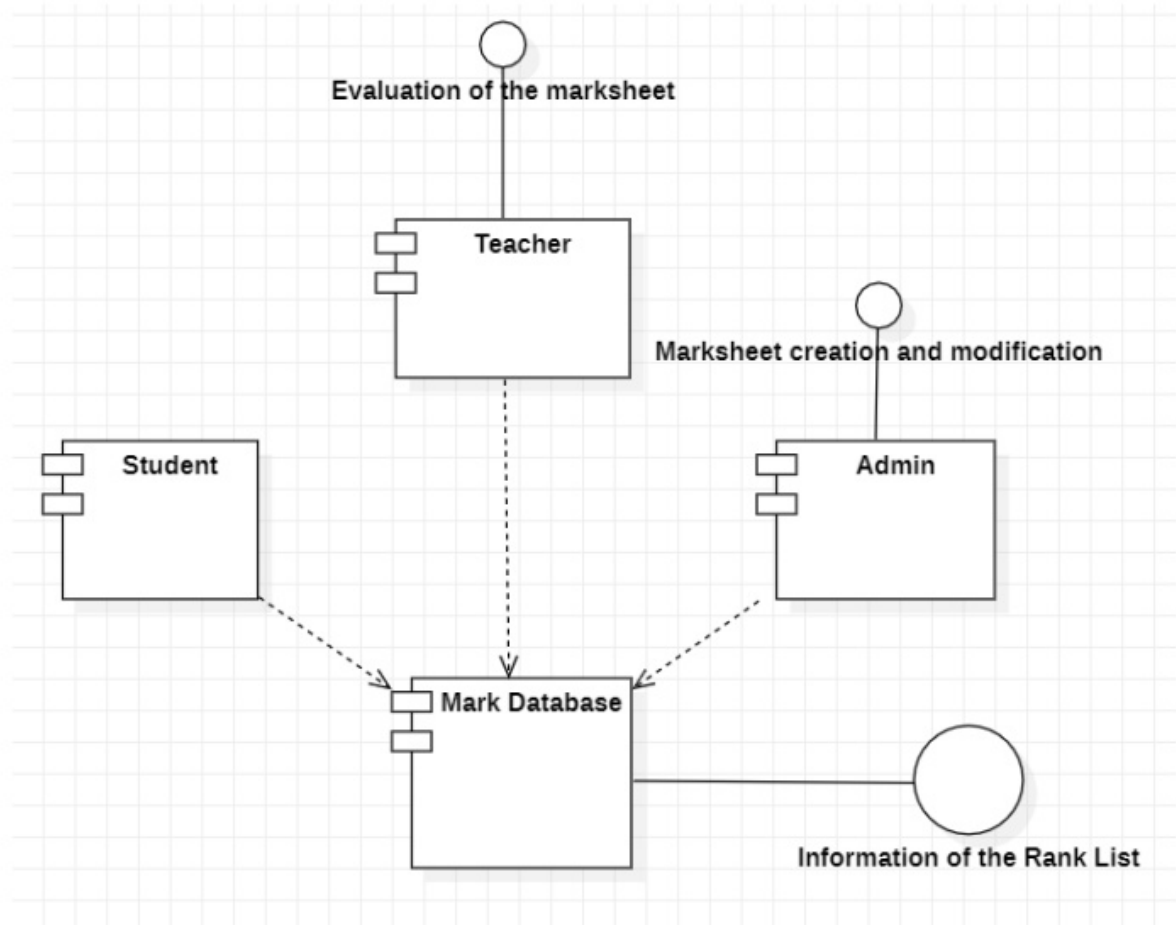 Evaluation of the marksheet
Teacher
Marksheet creation and modification
Student
Admin
Mark Database
Information of the Rank List